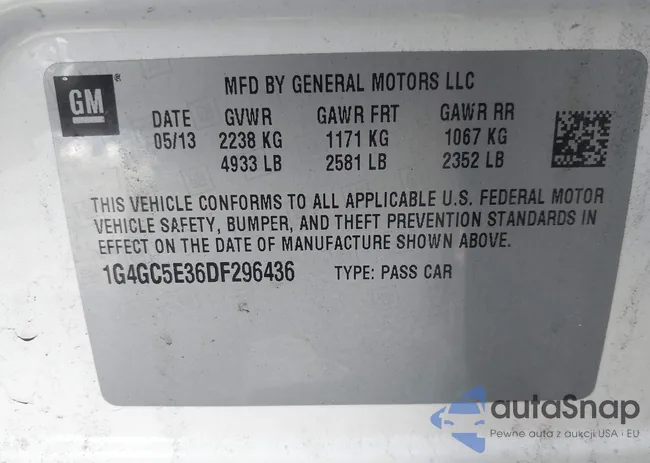 GM ®
MFD BY GENERAL MOTORS LLC
DATE GVWR GAWR FRT GAWR RR
05/13 2238 KG 1171 KG 1067 KG
4933 LB 2581 LB 2352 LB
THIS VEHICLE CONFORMS TO ALL APPLICABLE U.S. FEDERAL MOTOR
VEHICLE SAFETY, BUMPER, AND THEFT PREVENTION STANDARDS IN
EFFECT ON THE DATE OF MANUFACTURE SHOWN ABOVE.
1G4GC5E36DF296436 TYPE: PASS CAR
autaSnap
Pewne auta z aukcji USA • EU